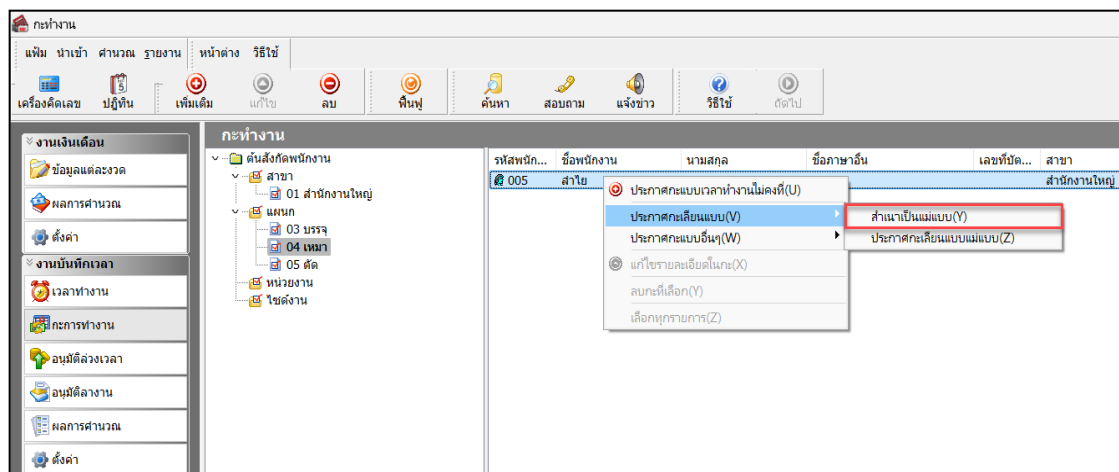 กะทำงาน
แฟ้ม นำเข้า คำนวณ รายงาน หน้าต่าง วิธีใช้
5
เครื่องคิดเลข ปฏิทิน เพิ่มเติม แก้ไข ลบ ฟื้นฟู ค้นหา สอบถาม แจ้งข่าว วิธีใช้ ถัดไป
งานเงินเดือน
ข้อมูลแต่ละงวด
ผลการคำนวณ
ตั้งค่า
งานบันทึกเวลา
เวลาทำงาน
กะการทำงาน
อนุมัติล่วงเวลา
อนุมัติลางาน
ผลการคำนวณ
ตั้งค่า
กะทำงาน
ต้นสังกัดพนักงาน
สาขา
01 สำนักงานใหญ่
แผนก
03 บรรจุ
04 เหมา
05 ตัด
หน่วยงาน
ไซต์งาน
รหัสพนัก... ชื่อพนักงาน นามสกุล ชื่อภาษาอื่น เลขที่บัต... สาขา
005 สำไย สำนักงานใหญ่
ประกาศกะแบบเวลาทำงานไม่คงที่(U)
ประกาศกะเลียนแบบ(V)
ประกาศกะแบบอื่นๆ(W)
แก้ไขรายละเอียดในกะ(X)
ลบกะที่เลือก(Y)
เลือกทุกรายการ(Z)
สำเนาเป็นแม่แบบ(Y)
ประกาศกะเลียนแบบแม่แบบ(Z)